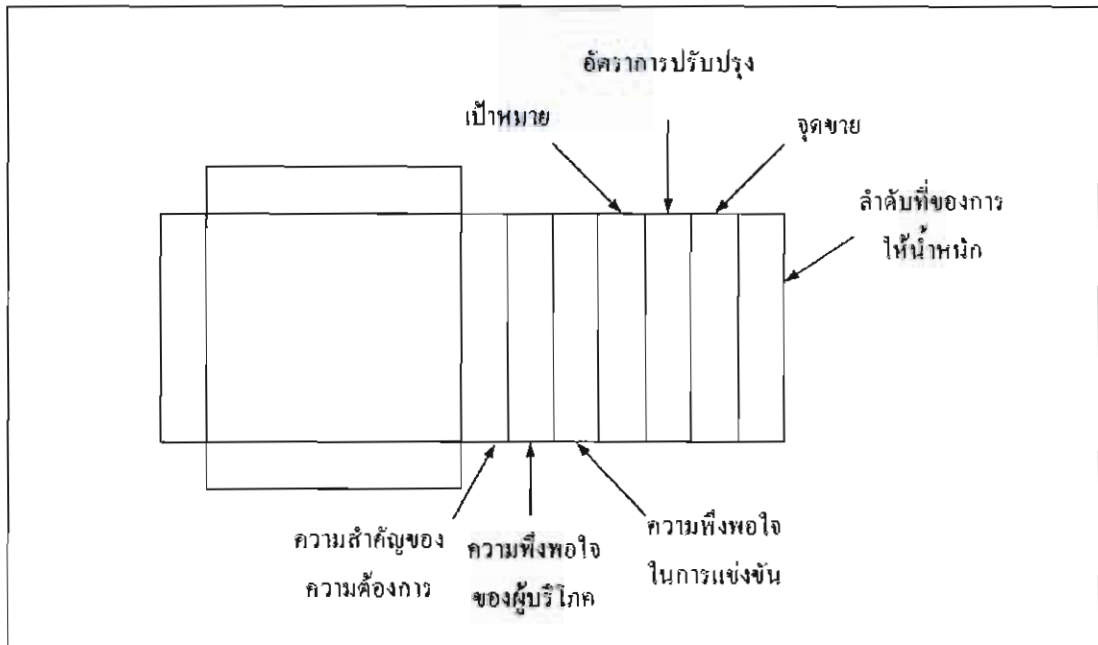 อัตราการปรับปรุง
เป้าหมาย
จุดขาย
ลำดับที่ของการ
ให้น้ำหนัก
ความสำคัญของ
ความต้องการ
ความพึงพอใจ
ของผู้บริโภค
ความพึงพอใจ
ในการแข่งขัน